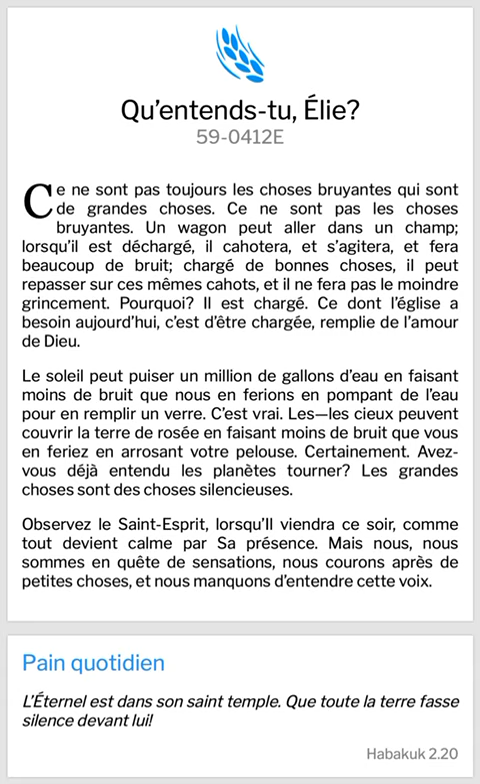 Qu'entends-tu, Élie?
59-0412E
Ce ne sont pas toujours les choses bruyantes qui sont
de grandes choses. Ce ne sont pas les choses
bruyantes. Un wagon peut aller dans un champ;
lorsqu'il est déchargé, il cahotera, et s'agitera, et fera
beaucoup de bruit; chargé de bonnes choses, il peut
repasser sur ces mêmes cahots, et il ne fera pas le moindre
grincement. Pourquoi? Il est chargé. Ce dont l'église a
besoin aujourd'hui, c'est d'être chargée, remplie de l'amour
de Dieu.
Le soleil peut puiser un million de gallons d'eau en faisant
moins de bruit que nous en ferions en pompant de l'eau
pour en remplir un verre. C'est vrai. Les—les cieux peuvent
couvrir la terre de rosée en faisant moins de bruit que vous
en feriez en arrosant votre pelouse. Certainement. Avez-
vous déjà entendu les planètes tourner? Les grandes
choses sont des choses silencieuses.
Observez le Saint-Esprit, lorsqu'Il viendra ce soir, comme
tout devient calme par Sa présence. Mais nous, nous
sommes en quête de sensations, nous courons après de
petites choses, et nous manquons d'entendre cette voix.
Pain quotidien
L'Éternel est dans son saint temple. Que toute la terre fasse
silence devant lui!
Habakuk 2.20